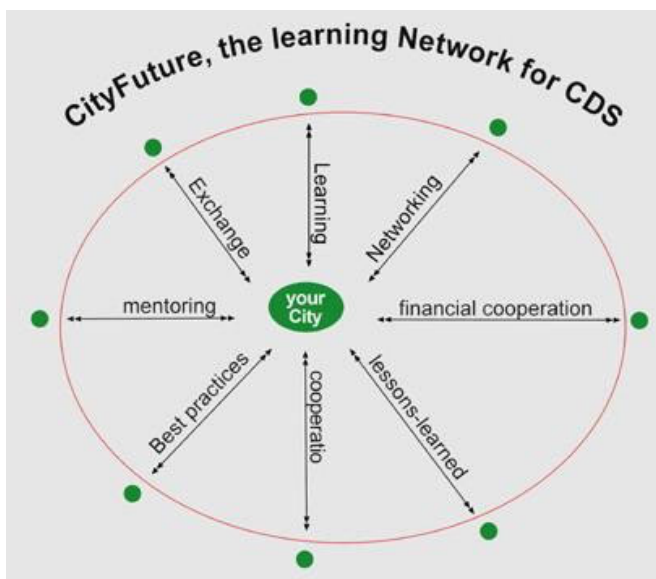 CityFuture, the learning Network for CDS
Exchange
Learning
Networking
mentoring
your
City
financial cooperation
Best practices
cooperatio
lessons-learned